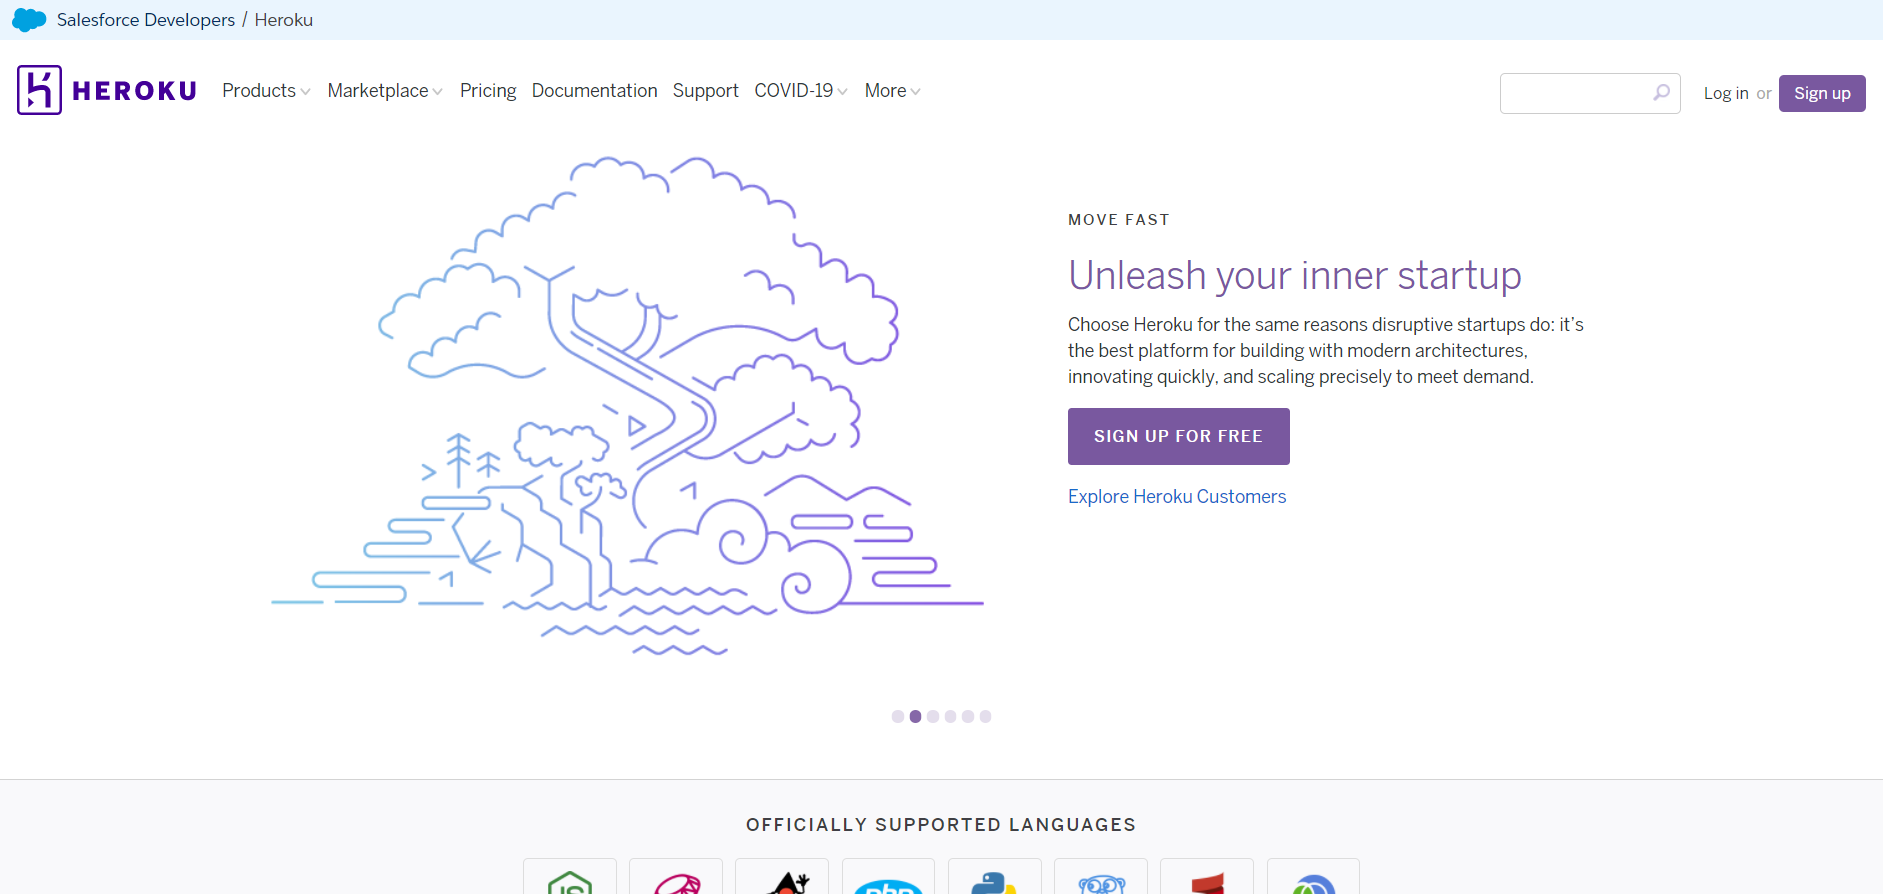 Salesforce Developers / Heroku
HEROKU Products Marketplace Pricing Documentation Support COVID-19 More Log in or Sign up
MOVE FAST
Unleash your inner startup
Choose Heroku for the same reasons disruptive startups do: it's
the best platform for building with modern architectures,
innovating quickly, and scaling precisely to meet demand.
SIGN UP FOR FREE
Explore Heroku Customers
OFFICIALLY SUPPORTED LANGUAGES
JS php